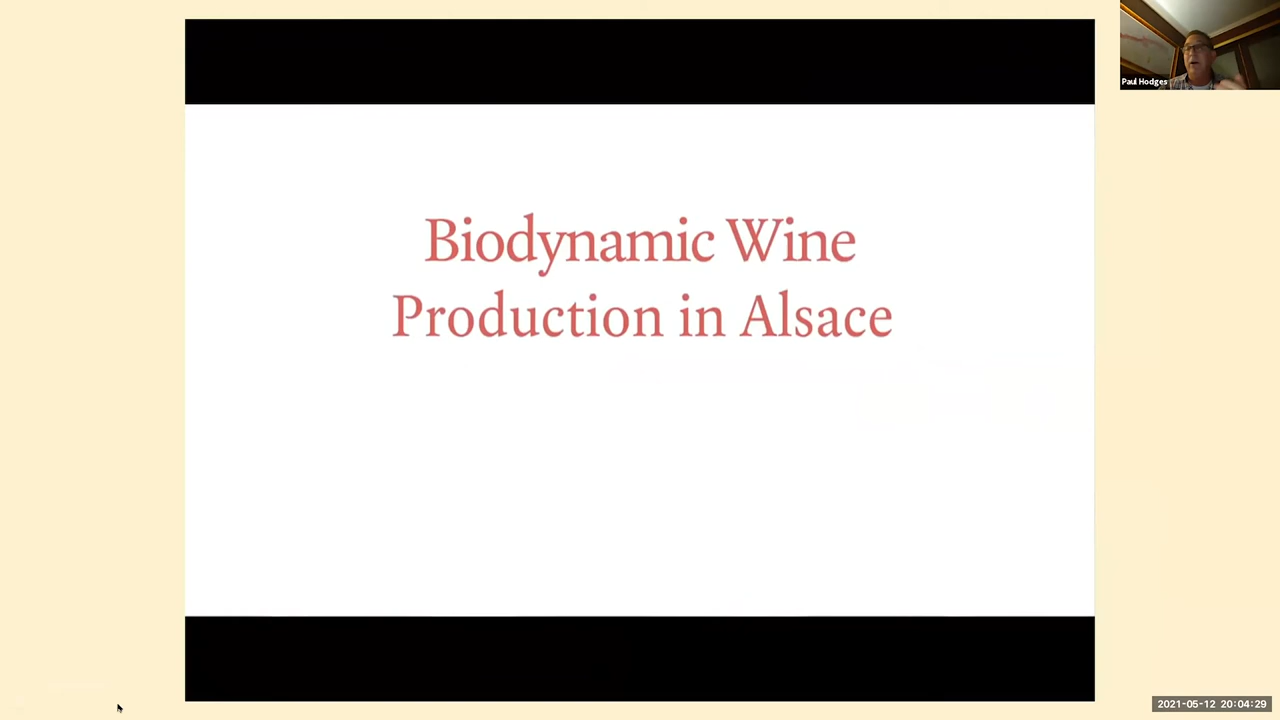 Biodynamic Wine
Production in Alsace
Paul Hodges
2021-05-12 20:04:29